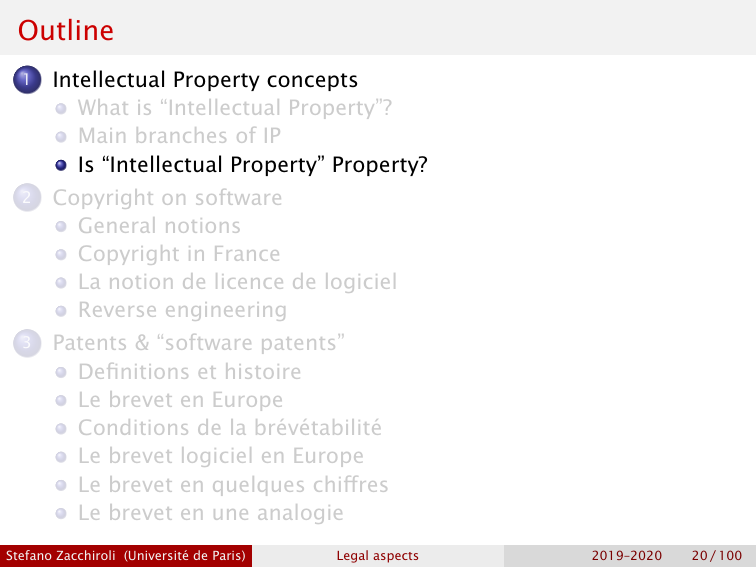 Outline
1 Intellectual Property concepts
What is “Intellectual Property”?
Main branches of IP
Is “Intellectual Property” Property?
2 Copyright on software
General notions
Copyright in France
La notion de licence de logiciel
Reverse engineering
3 Patents & “software patents”
Definitions et histoire
Le brevet en Europe
Conditions de la brévétabilité
Le brevet logiciel en Europe
Le brevet en quelques chiffres
Le brevet en une analogie
Stefano Zacchiroli (Université de Paris) Legal aspects 2019–2020 20 / 100